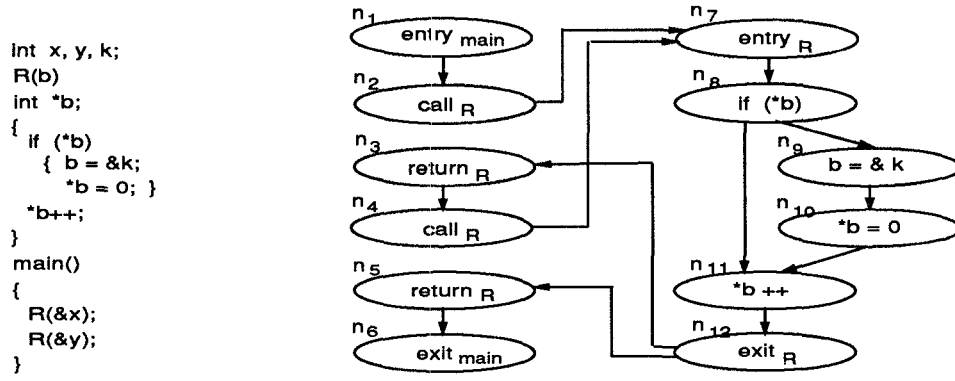 int x, y, k;
R(b)
int *b;
{
if (*b)
{ b = &k;
*b = 0; }
*b++;
}
main()
{
R(&x);
R(&y);
}
n1
entry main
n2
call R
n3
return R
n4
call R
n5
return R
n6
exit main
n7
entry R
n8
if (*b)
n9
b = & k
n10
*b = 0
n11
*b ++
n12
exit R